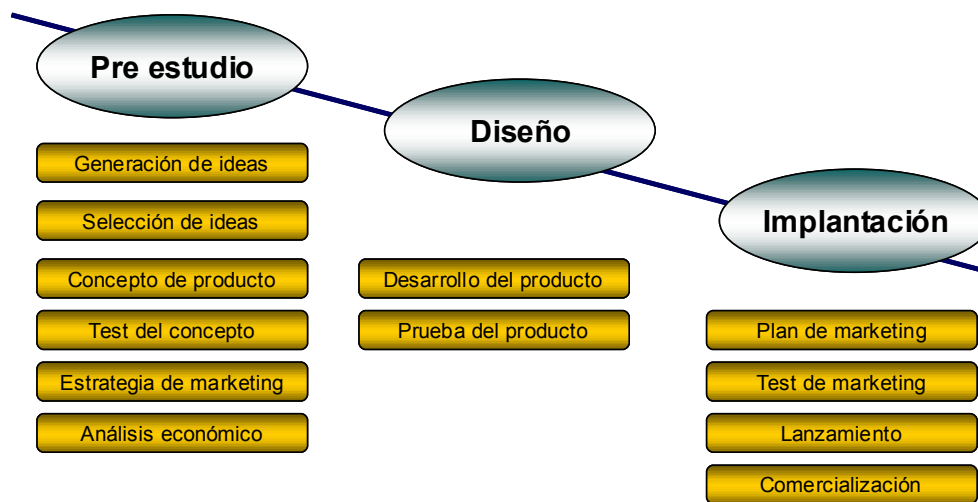 Pre estudio
Generación de ideas
Selección de ideas
Concepto de producto
Test del concepto
Estrategia de marketing
Análisis económico
Diseño
Desarrollo del producto
Prueba del producto
Implantación
Plan de marketing
Test de marketing
Lanzamiento
Comercialización